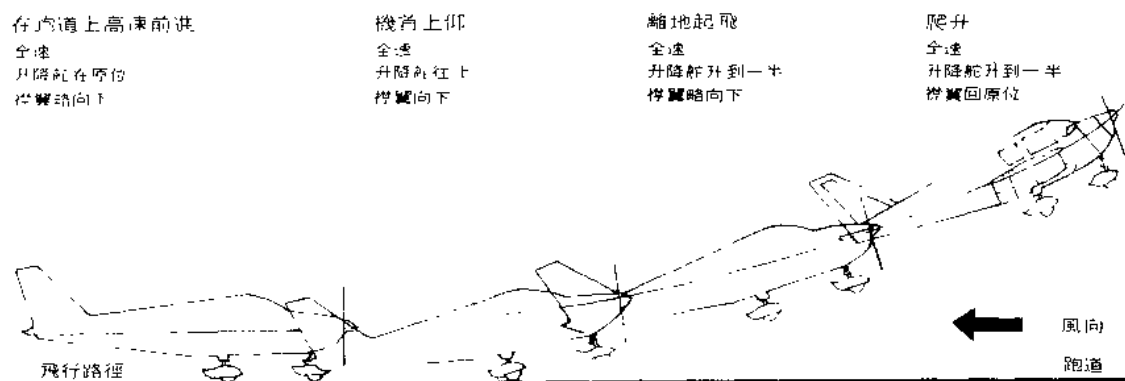 在跑道上高速前進
全速
升降舵在原位
襟翼略向下
機首上仰
全速
升降舵往上
襟翼向下
離地起飛
全速
升降舵升到一半
襟翼略向下
爬升
全速
升降舵升到一半
襟翼回原位
風向
跑道
飛行路徑